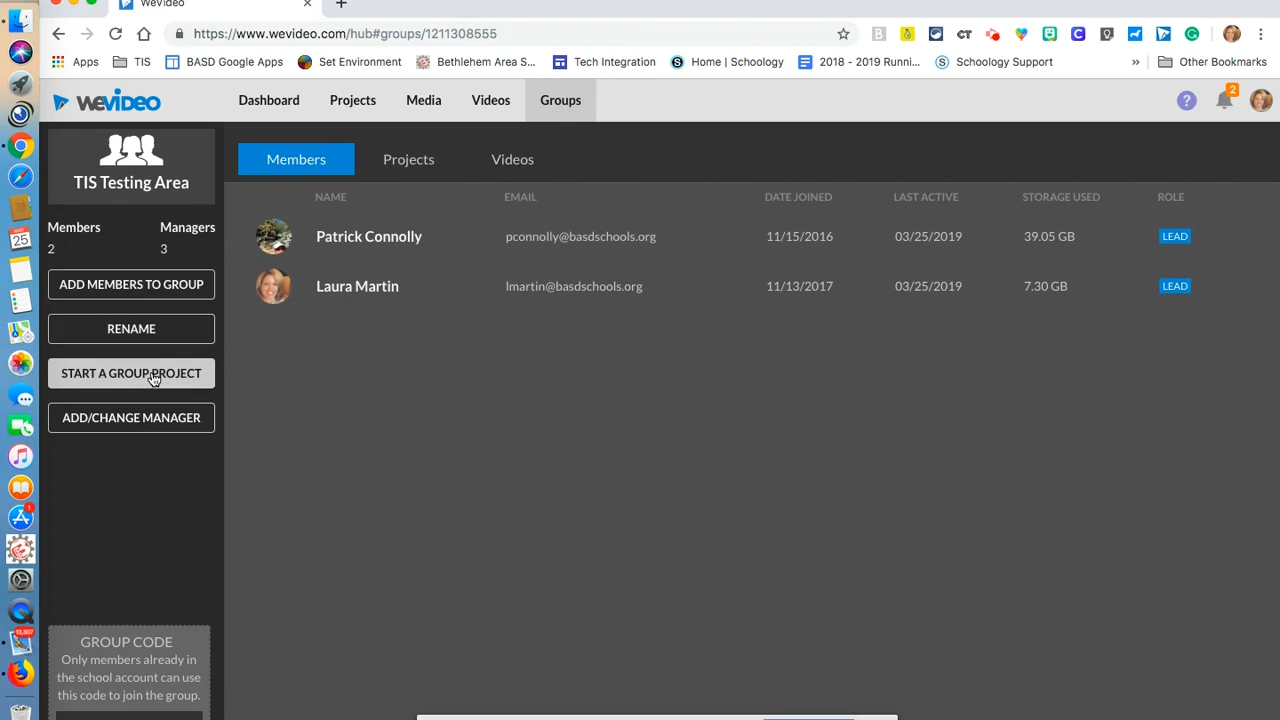 WeVideo
https://www.wevideo.com/hub#groups/1211308555
Apps TIS BASD Google Apps Set Environment Bethlehem Area S... Tech Integration Home | Schoology 2018 - 2019 Runni... Schoology Support » Other Bookmarks
wevideo Dashboard Projects Media Videos Groups ? 2
TIS Testing Area
Members Projects Videos
Members Managers
2 3
NAME EMAIL DATE JOINED LAST ACTIVE STORAGE USED ROLE
Patrick Connolly pconnolly@basdschools.org 11/15/2016 03/25/2019 39.05 GB LEAD
Laura Martin lmartin@basdschools.org 11/13/2017 03/25/2019 7.30 GB LEAD
ADD MEMBERS TO GROUP
RENAME
START A GROUP PROJECT
ADD/CHANGE MANAGER
GROUP CODE
Only members already in
the school account can use
this code to join the group.
MAR
25
1